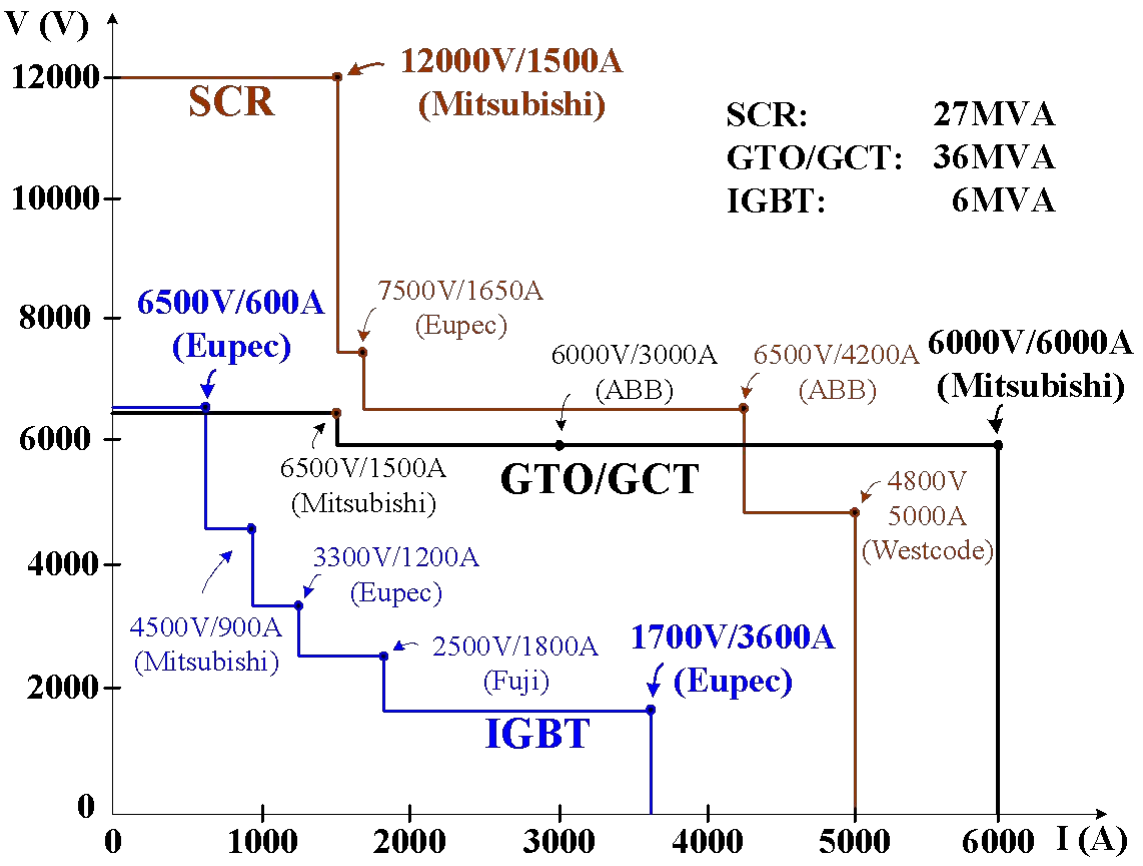 V (V)
12000
10000
8000
6000
4000
2000
0
SCR
12000V/1500A
(Mitsubishi)
SCR: 27MVA
GTO/GCT: 36MVA
IGBT: 6MVA
6500V/600A
(Eupec)
7500V/1650A
(Eupec)
6000V/3000A
(ABB)
6500V/4200A
(ABB)
6000V/6000A
(Mitsubishi)
6500V/1500A
(Mitsubishi)
GTO/GCT
4800V
5000A
(Westcode)
4500V/900A
(Mitsubishi)
3300V/1200A
(Eupec)
2500V/1800A
(Fuji)
1700V/3600A
(Eupec)
IGBT
0 1000 2000 3000 4000 5000 6000 I (A)